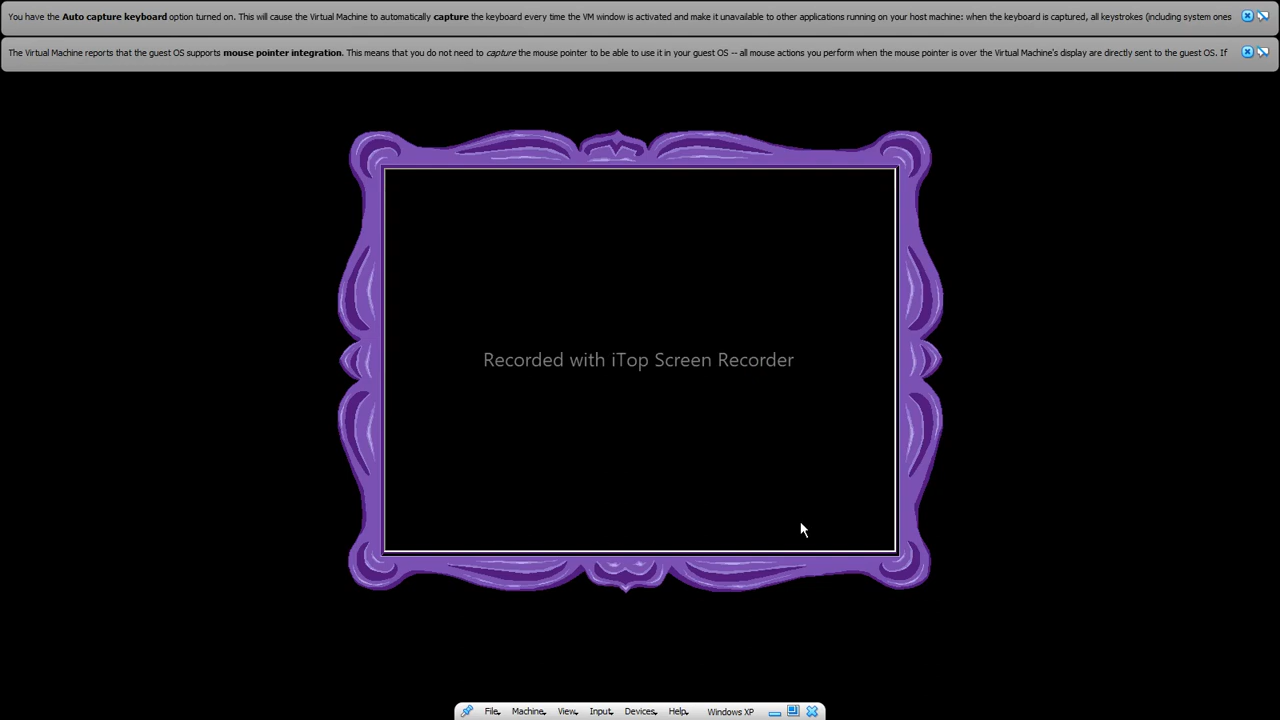 You have the Auto capture keyboard option turned on. This will cause the Virtual Machine to automatically capture the keyboard every time the VM window is activated and make it unavailable to other applications running on your host machine: when the keyboard is captured, all keystrokes (including system ones
The Virtual Machine reports that the guest OS supports mouse pointer integration. This means that you do not need to capture the mouse pointer to be able to use it in your guest OS -- all mouse actions you perform when the mouse pointer is over the Virtual Machine's display are directly sent to the guest OS. If
Recorded with iTop Screen Recorder
File Machine View Input Devices Help Windows XP